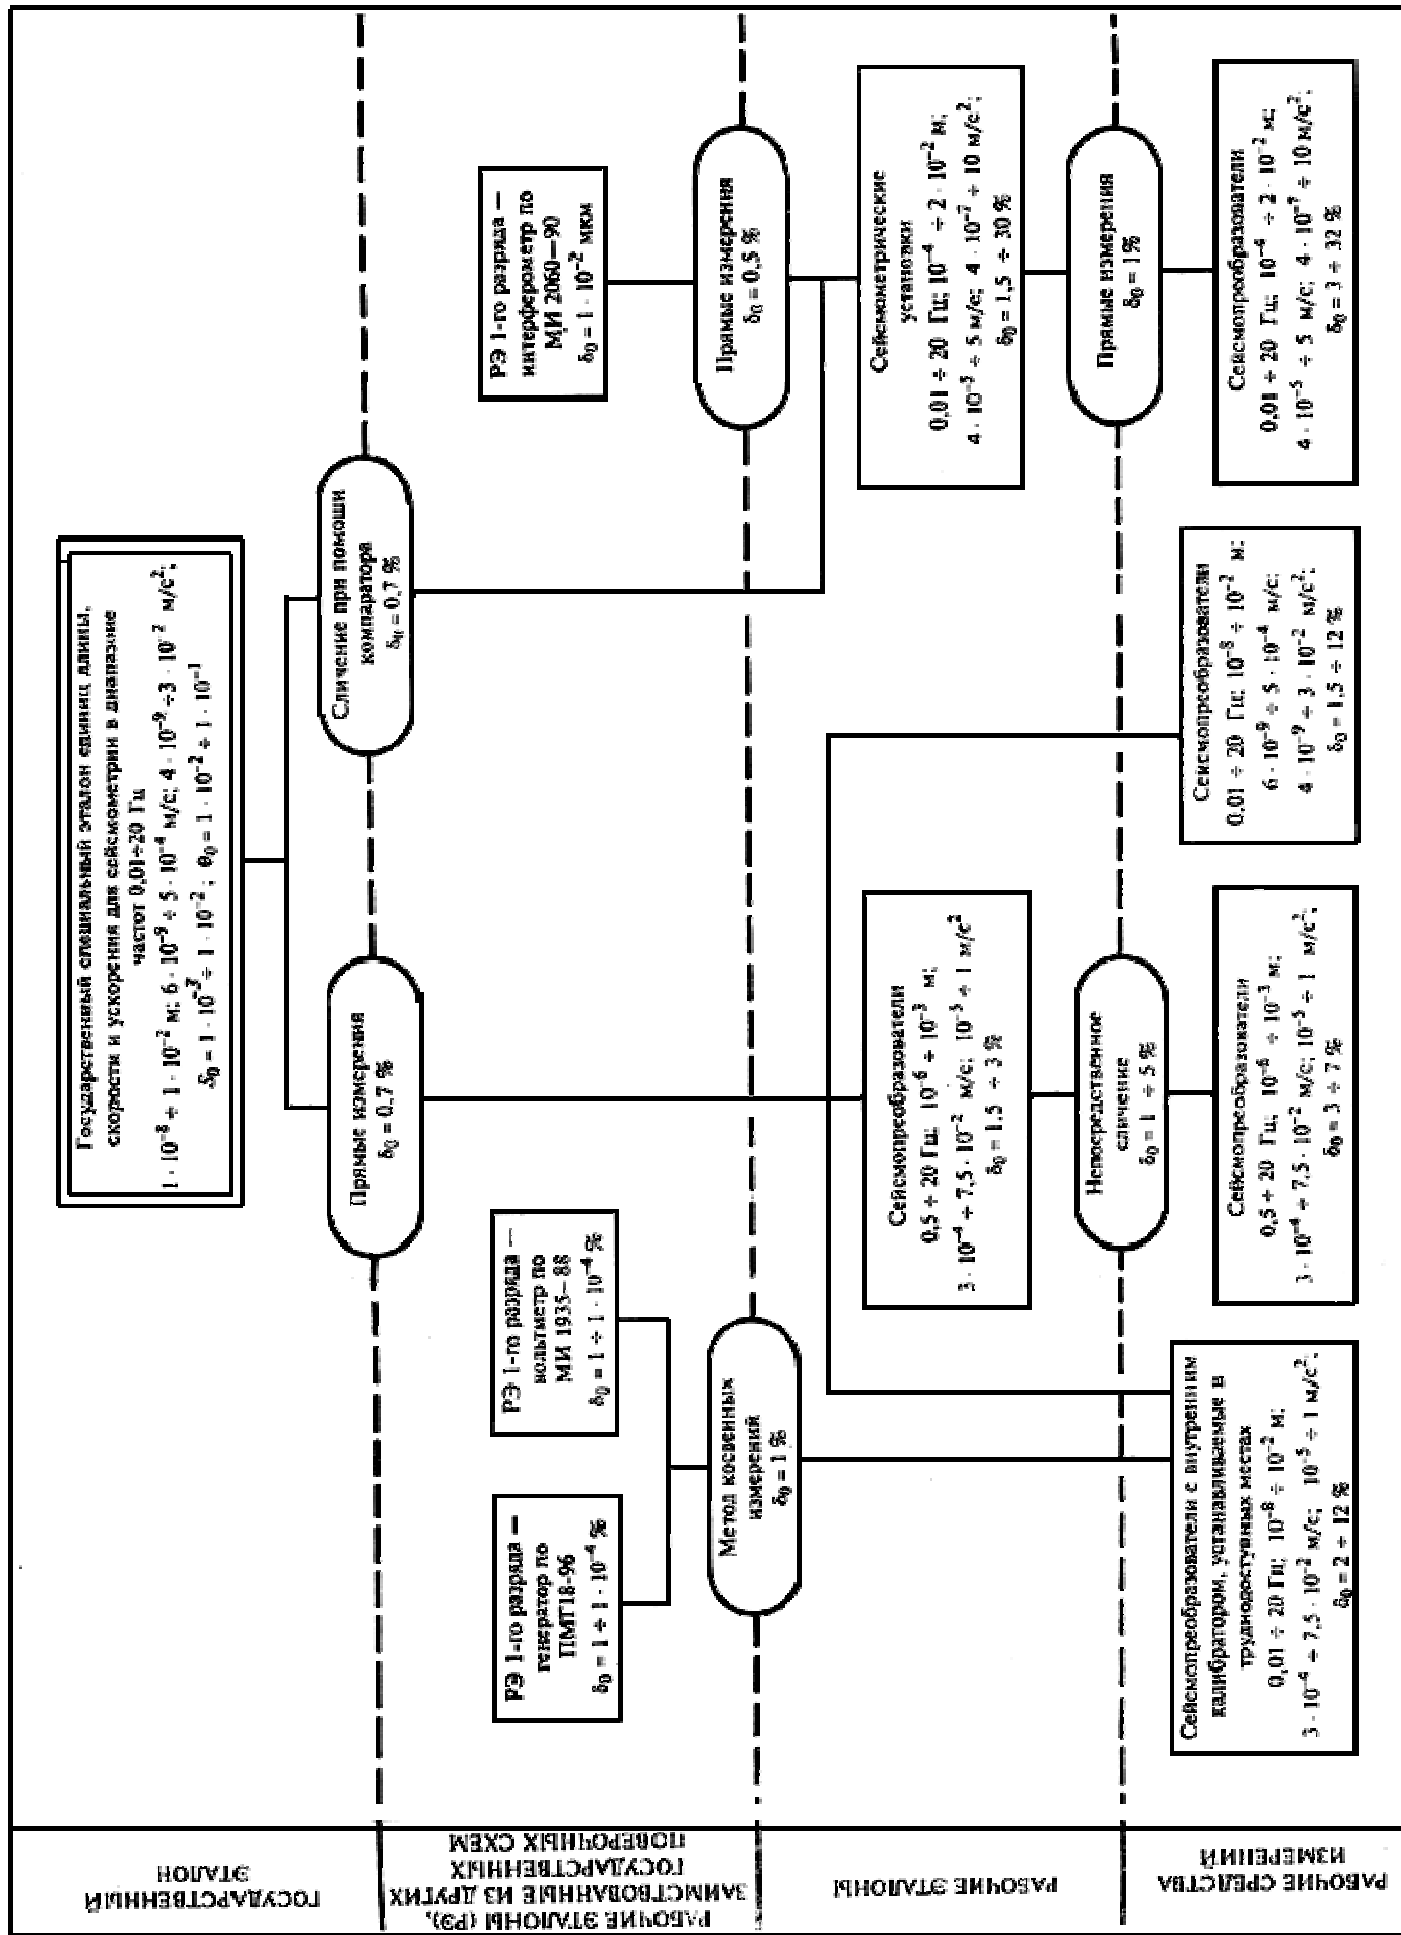 ГОСУДАРСТВЕННЫЙ
ЭТАЛОН
Государственный специальный эталон единиц длины,
скорости и ускорения для сейсмометрии в диапазоне
частот 0,01÷20 Гц
1 · 10⁻⁸ ÷ 1 · 10⁻² м; 6 · 10⁻⁹ ÷ 5 · 10⁻⁴ м/с; 4 · 10⁻⁹ ÷3 · 10⁻² м/с²;
S₀ = 1 · 10⁻³ ÷ 1 · 10⁻²; θ₀ = 1 · 10⁻² ÷ 1 · 10⁻¹
Прямые измерения
δ₀ = 0,7 %
Сличение при помощи
компаратора
δ₀ = 0,7 %
РАБОЧИЕ ЭТАЛОНЫ (РЭ),
ЗАИМСТВОВАННЫЕ ИЗ ДРУГИХ
ГОСУДАРСТВЕННЫХ
ПОВЕРОЧНЫХ СХЕМ
РЭ 1-го разряда —
генератор по
ПМТ18-96
δ₀ = 1 ÷ 1 · 10⁻⁴ %
РЭ 1-го разряда —
вольтметр по
МИ 1935–88
δ₀ = 1 ÷ 1 · 10⁻⁴ %
РЭ 1-го разряда —
интерферометр по
МИ 2060—90
δ₀ = 1 · 10⁻² мкм
Метод косвенных
измерений
δ₀ = 1 %
Прямые измерения
δ₀ = 0,5 %
РАБОЧИЕ ЭТАЛОНЫ
Сейсмопреобразователи
0,5 ÷ 20 Гц; 10⁻⁶ ÷ 10⁻³ м;
3 · 10⁻⁴ ÷ 7,5 · 10⁻² м/с; 10⁻⁵ ÷ 1 м/с²
δ₀ = 1,5 ÷ 3 %
Сейсмометрические
установки
0,01 ÷ 20 Гц; 10⁻⁴ ÷ 2 · 10⁻² м;
4 · 10⁻⁵ ÷ 5 м/с; 4 · 10⁻⁷ ÷ 10 м/с²;
δ₀ = 1,5 ÷ 30 %
Непосредственное
сличение
δ₀ = 1 ÷ 5 %
Прямые измерения
δ₀ = 1 %
РАБОЧИЕ СРЕДСТВА
ИЗМЕРЕНИЙ
Сейсмопреобразователи с внутренним
калибратором, устанавливаемые в
труднодоступных местах
0,01 ÷ 20 Гц; 10⁻⁸ ÷ 10⁻² м;
3 · 10⁻⁴ ÷ 7,5 · 10⁻² м/с; 10⁻⁵ ÷ 1 м/с²;
δ₀ = 2 ÷ 12 %
Сейсмопреобразователи
0,5 ÷ 20 Гц; 10⁻⁶ ÷ 10⁻³ м;
3 · 10⁻⁴ ÷ 7,5 · 10⁻² м/с; 10⁻⁵ ÷ 1 м/с²;
δ₀ = 3 ÷ 7 %
Сейсмопреобразователи
0,01 ÷ 20 Гц; 10⁻⁸ ÷ 10⁻² м;
6 · 10⁻⁹ ÷ 5 · 10⁻⁴ м/с;
4 · 10⁻⁹ ÷ 3 · 10⁻² м/с²;
δ₀ = 1,5 ÷ 12 %
Сейсмопреобразователи
0,01 ÷ 20 Гц; 10⁻⁴ ÷ 2 · 10⁻² м;
4 · 10⁻⁵ ÷ 5 м/с; 4 · 10⁻⁷ ÷ 10 м/с²;
δ₀ = 3 ÷ 32 %